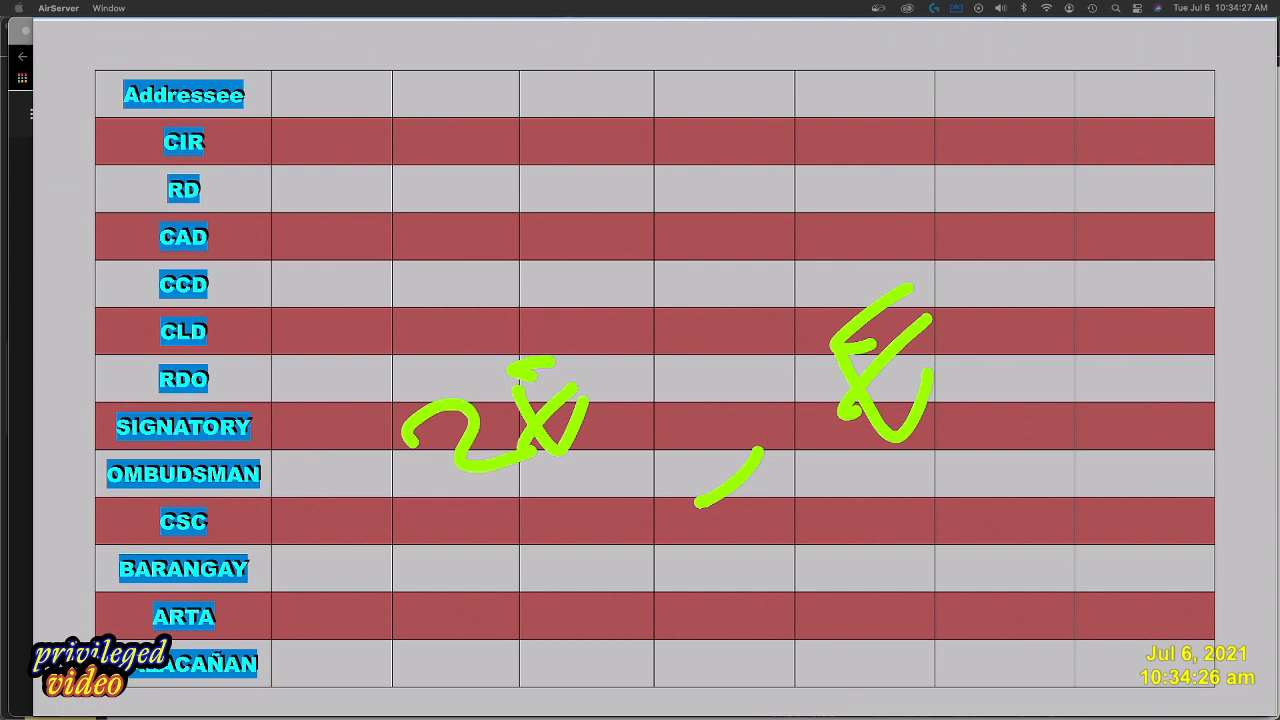 AirServer Window Tue Jul 6 10:34:27 AM
Addressee
CIR
RD
CAD
CCD
CLD
RDO
SIGNATORY
OMBUDSMAN
CSC
BARANGAY
ARTA
privileged
video
Jul 6, 2021
10:34:26 am